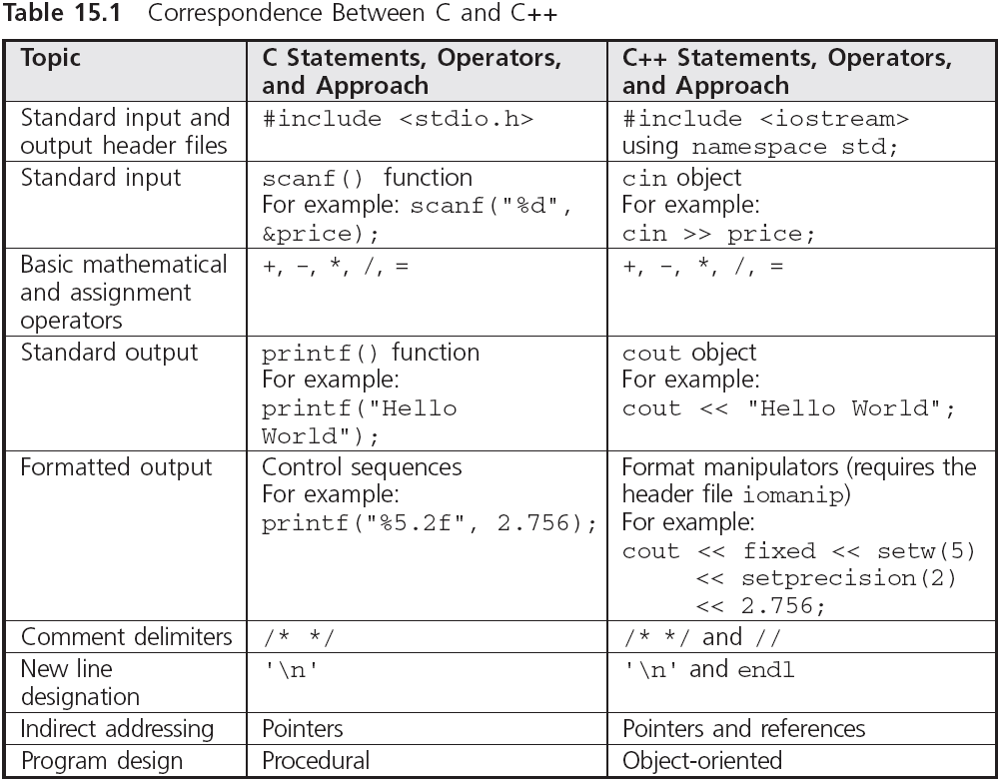 Table 15.1 Correspondence Between C and C++
Topic
C Statements, Operators,
and Approach
C++ Statements, Operators,
and Approach
Standard input and
output header files
#include <stdio.h>
#include <iostream>
using namespace std;
Standard input
scanf() function
For example: scanf("%d",
&price);
cin object
For example:
cin >> price;
Basic mathematical
and assignment
operators
+, –, *, /, =
+, –, *, /, =
Standard output
printf() function
For example:
printf("Hello
World");
cout object
For example:
cout << "Hello World";
Formatted output
Control sequences
For example:
printf("%5.2f", 2.756);
Format manipulators (requires the
header file iomanip)
For example:
cout << fixed << setw(5)
<< setprecision(2)
<< 2.756;
Comment delimiters
/* */
/* */ and //
New line
designation
'\n'
'\n' and endl
Indirect addressing
Pointers
Pointers and references
Program design
Procedural
Object-oriented